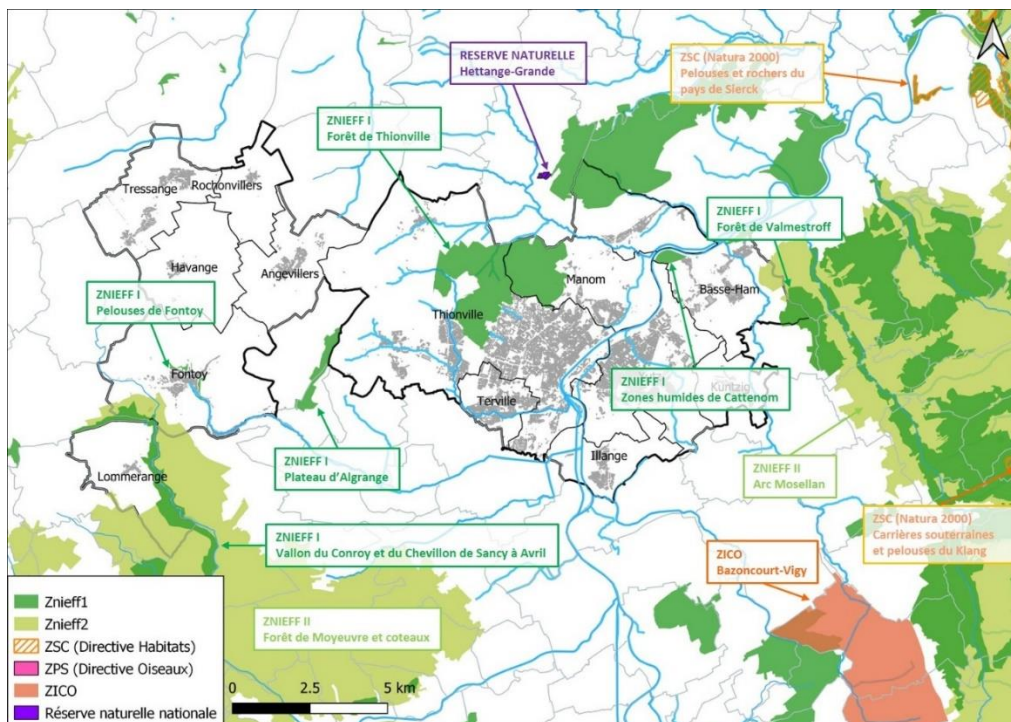 RESERVE NATURELLE
Hettange-Grande
ZSC (Natura 2000)
Pelouses et rochers du
pays de Sierck
ZNIEFF I
Forêt de Thionville
Tressange
Rochonvillers
ZNIEFF I
Forêt de Valmestroff
Havange
Angevillers
Manom
Basse-Ham
ZNIEFF I
Pelouses de Fontoy
Thionville
Fontoy
ZNIEFF I
Zones humides de Cattenom
Kuntzig
Terville
Illange
Lommerange
ZNIEFF I
Plateau d'Algrange
ZNIEFF II
Arc Mosellan
ZSC (Natura 2000)
Carrières souterraines
et pelouses du Klang
ZNIEFF I
Vallon du Conroy et du Chevillon de Sancy à Avril
ZICO
Bazoncourt-Vigy
ZNIEFF II
Forêt de Moyeuvre et coteaux
Znieff1
Znieff2
ZSC (Directive Habitats)
ZPS (Directive Oiseaux)
ZICO
Réserve naturelle nationale
0 2.5 5 km